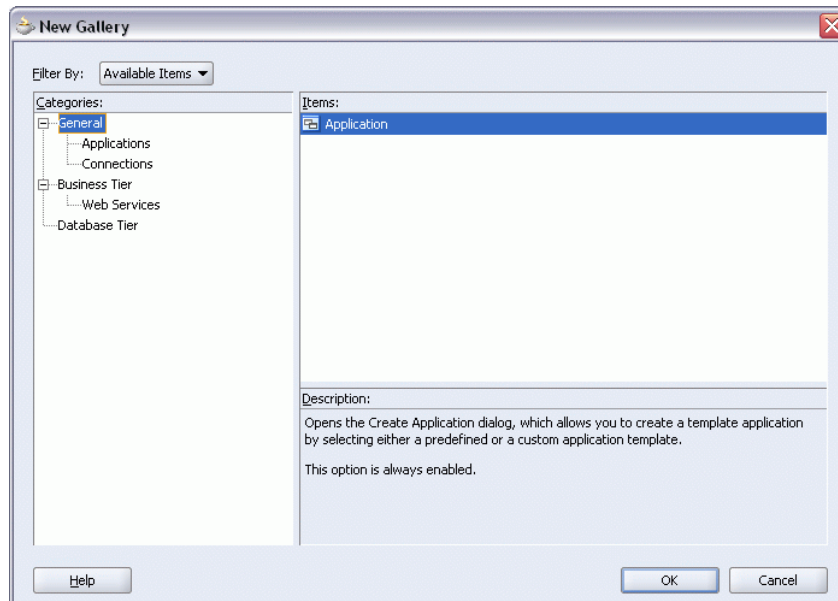 New Gallery
Filter By: Available Items
Categories:
General
Applications
Connections
Business Tier
Web Services
Database Tier
Items:
Application
Description:
Opens the Create Application dialog, which allows you to create a template application
by selecting either a predefined or a custom application template.
This option is always enabled.
Help
OK
Cancel